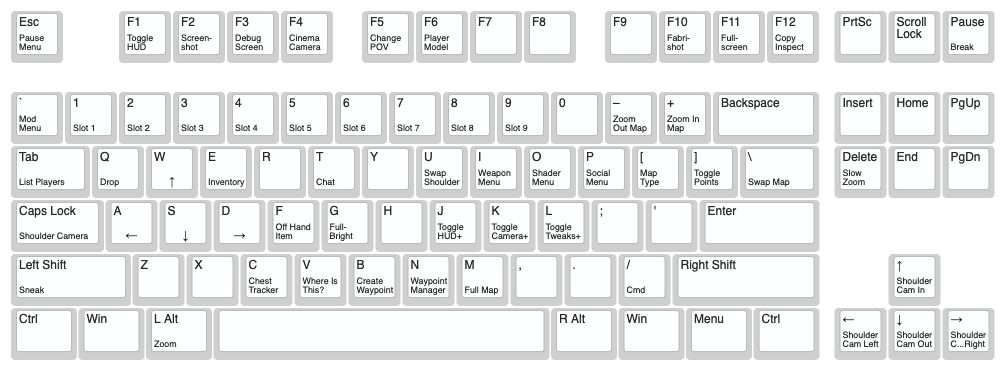 Esc
Pause
Menu
F1
Toggle
HUD
F2
Screen-
shot
F3
Debug
Screen
F4
Cinema
Camera
F5
Change
POV
F6
Player
Model
F7
F8
F9
F10
Fabri-
shot
F11
Full-
screen
F12
Copy
Inspect
PrtSc
Scroll
Lock
Pause
Break
`
Mod
Menu
1
Slot 1
2
Slot 2
3
Slot 3
4
Slot 4
5
Slot 5
6
Slot 6
7
Slot 7
8
Slot 8
9
Slot 9
0
–
Zoom
Out Map
+
Zoom In
Map
Backspace
Insert
Home
PgUp
Tab
List Players
Q
Drop
W
↑
E
Inventory
R
T
Chat
Y
U
Swap
Shoulder
I
Weapon
Menu
O
Shader
Menu
P
Social
Menu
[
Map
Type
]
Toggle
Points
\
Swap Map
Delete
Slow
Zoom
End
PgDn
Caps Lock
Shoulder Camera
A
←
S
↓
D
→
F
Off Hand
Item
G
Full-
Bright
H
J
Toggle
HUD+
K
Toggle
Camera+
L
Toggle
Tweaks+
;
'
Enter
Left Shift
Sneak
Z
X
C
Chest
Tracker
V
Where Is
This?
B
Create
Waypoint
N
Waypoint
Manager
M
Full Map
,
.
/
Cmd
Right Shift
↑
Shoulder
Cam In
Ctrl
Win
L Alt
Zoom
R Alt
Win
Menu
Ctrl
←
Shoulder
Cam Left
↓
Shoulder
Cam Out
→
Shoulder
C...Right